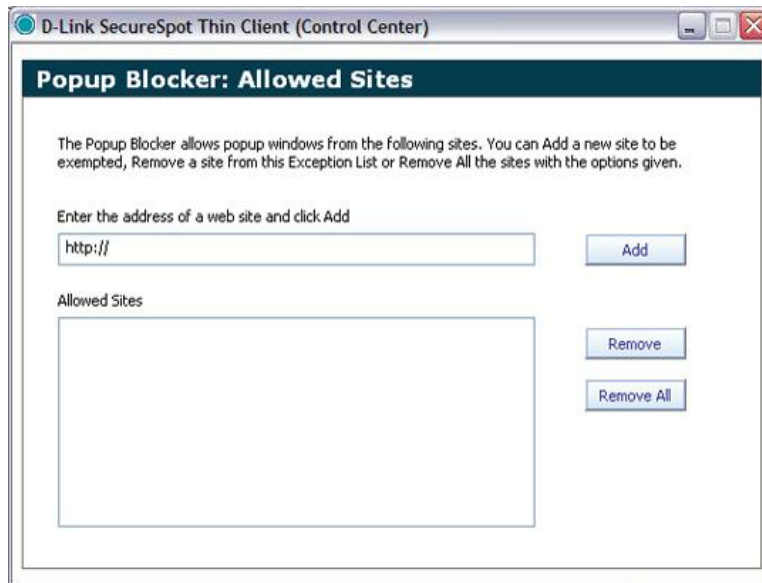 D-Link SecureSpot Thin Client (Control Center)
Popup Blocker: Allowed Sites
The Popup Blocker allows popup windows from the following sites. You can Add a new site to be
exempted, Remove a site from this Exception List or Remove All the sites with the options given.
Enter the address of a web site and click Add
http://
Add
Allowed Sites
Remove
Remove All